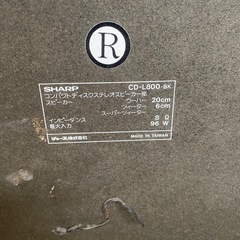 R
SHARP CD-L800-BK
コンパクトディスクステレオスピーカー部
スピーカー ウーハー 20cm
ツィーター 6cm
スーパーツィーター
インピーダンス 8Ω
最大入力 96W
シャープ株式会社
MADE IN TAIWAN